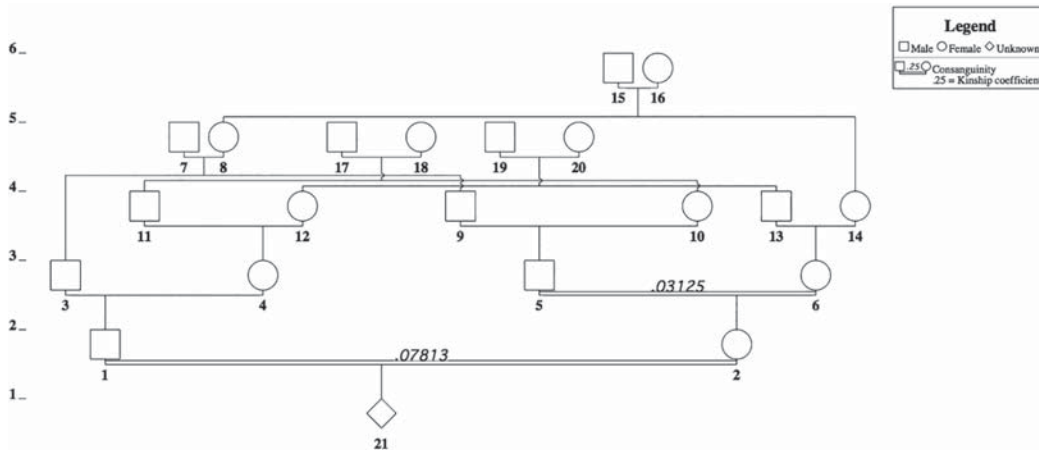 Legend
Male Female Unknown
.25 Consanguinity
.25 = Kinship coefficient
6
15 16
5
7 8 17 18 19 20
4
11 12 9 10 13 14
3
.03125
3 4 5 6
2
.07813
1 2
1
21